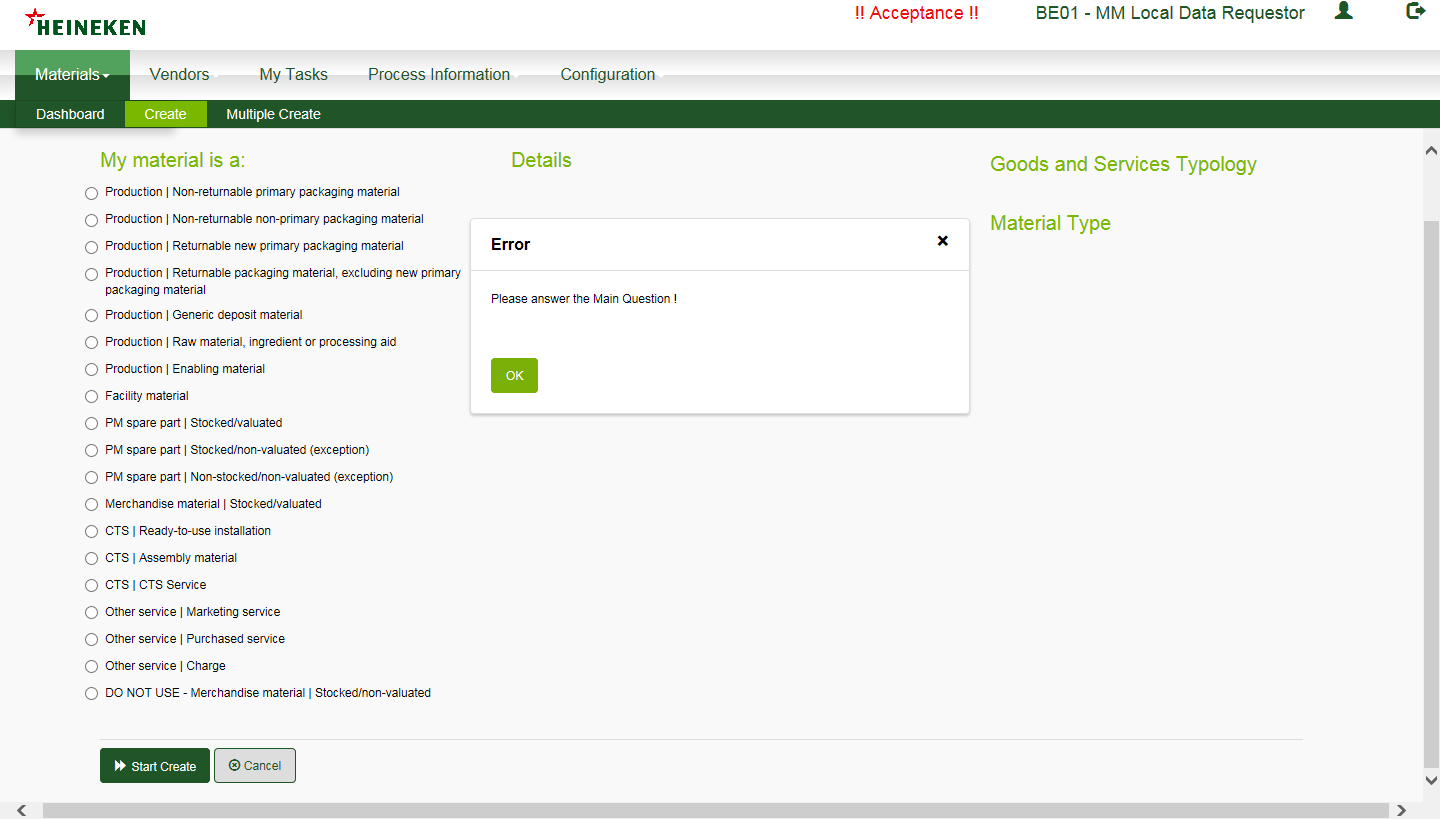 HEINEKEN
!! Acceptance !!
BE01 - MM Local Data Requestor
Materials
Vendors
My Tasks
Process Information
Configuration
Dashboard
Create
Multiple Create
My material is a:
Production | Non-returnable primary packaging material
Production | Non-returnable non-primary packaging material
Production | Returnable new primary packaging material
Production | Returnable packaging material, excluding new primary
packaging material
Production | Generic deposit material
Production | Raw material, ingredient or processing aid
Production | Enabling material
Facility material
PM spare part | Stocked/valuated
PM spare part | Stocked/non-valuated (exception)
PM spare part | Non-stocked/non-valuated (exception)
Merchandise material | Stocked/valuated
CTS | Ready-to-use installation
CTS | Assembly material
CTS | CTS Service
Other service | Marketing service
Other service | Purchased service
Other service | Charge
DO NOT USE - Merchandise material | Stocked/non-valuated
Details
Error
Please answer the Main Question !
OK
Goods and Services Typology
Material Type
Start Create
Cancel